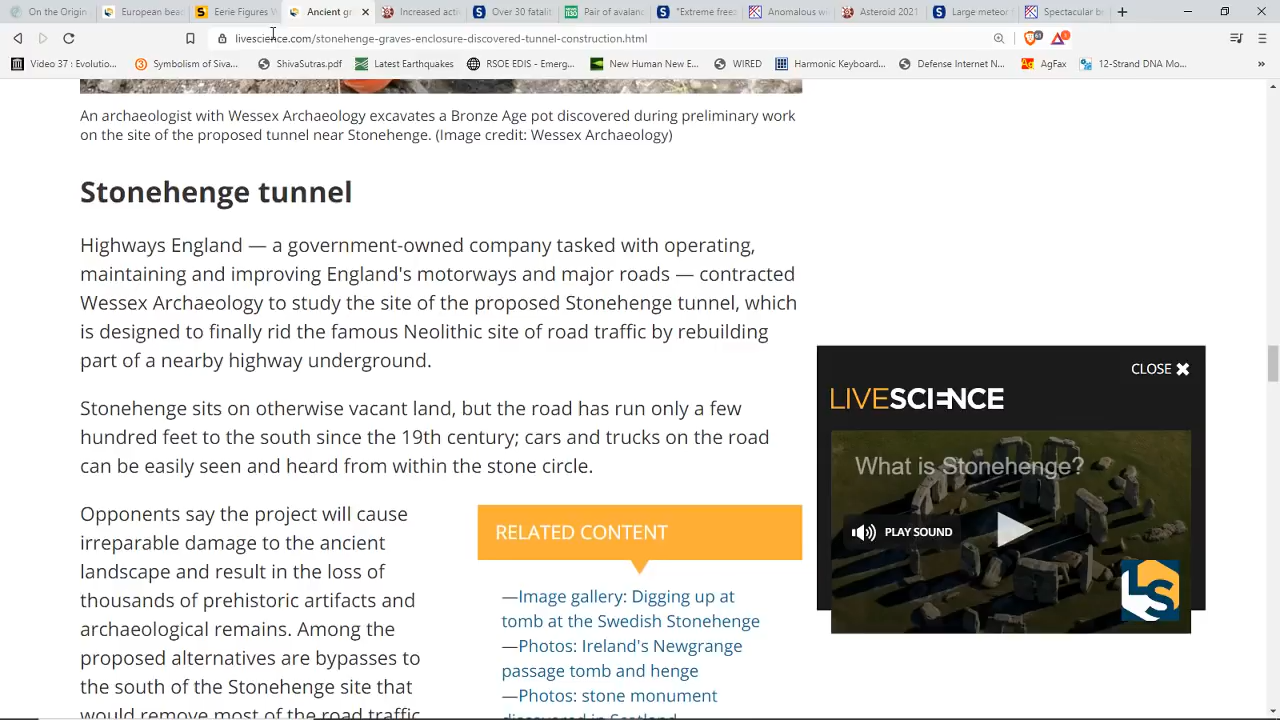 On the Origin
European bea
Eerie Figures V
Ancient gr
Increased acti
Over 30 fatalit
Pair of avalan
"Extreme freez
Anomalous wi
Asteroid 2021
Large meteor
Spectacular b
livescience.com/stonehenge-graves-enclosure-discovered-tunnel-construction.html
Video 37 : Evolutio...
Symbolism of Siva...
ShivaSutras.pdf
Latest Earthquakes
RSOE EDIS - Emerg...
New Human New E...
WIRED
Harmonic Keyboard...
Defense Internet N...
AgFax
12-Strand DNA Mo...
An archaeologist with Wessex Archaeology excavates a Bronze Age pot discovered during preliminary work
on the site of the proposed tunnel near Stonehenge. (Image credit: Wessex Archaeology)
Stonehenge tunnel
Highways England — a government-owned company tasked with operating,
maintaining and improving England's motorways and major roads — contracted
Wessex Archaeology to study the site of the proposed Stonehenge tunnel, which
is designed to finally rid the famous Neolithic site of road traffic by rebuilding
part of a nearby highway underground.
Stonehenge sits on otherwise vacant land, but the road has run only a few
hundred feet to the south since the 19th century; cars and trucks on the road
can be easily seen and heard from within the stone circle.
Opponents say the project will cause
irreparable damage to the ancient
landscape and result in the loss of
thousands of prehistoric artifacts and
archaeological remains. Among the
proposed alternatives are bypasses to
the south of the Stonehenge site that
would remove most of the road traffic
RELATED CONTENT
—Image gallery: Digging up at
tomb at the Swedish Stonehenge
—Photos: Ireland's Newgrange
passage tomb and henge
—Photos: stone monument
discovered in Scotland
CLOSE
LIVESCIENCE
What is Stonehenge?
PLAY SOUND
LS